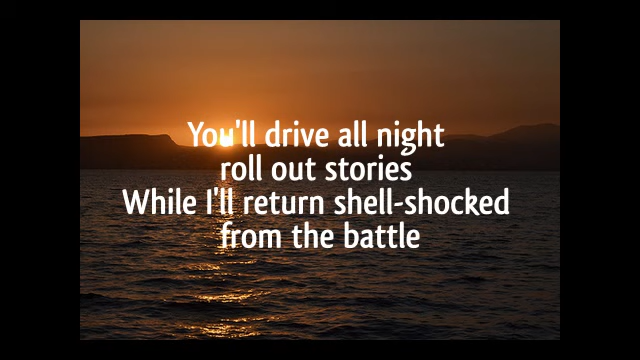 You'll drive all night
roll out stories
While I'll return shell-shocked
from the battle